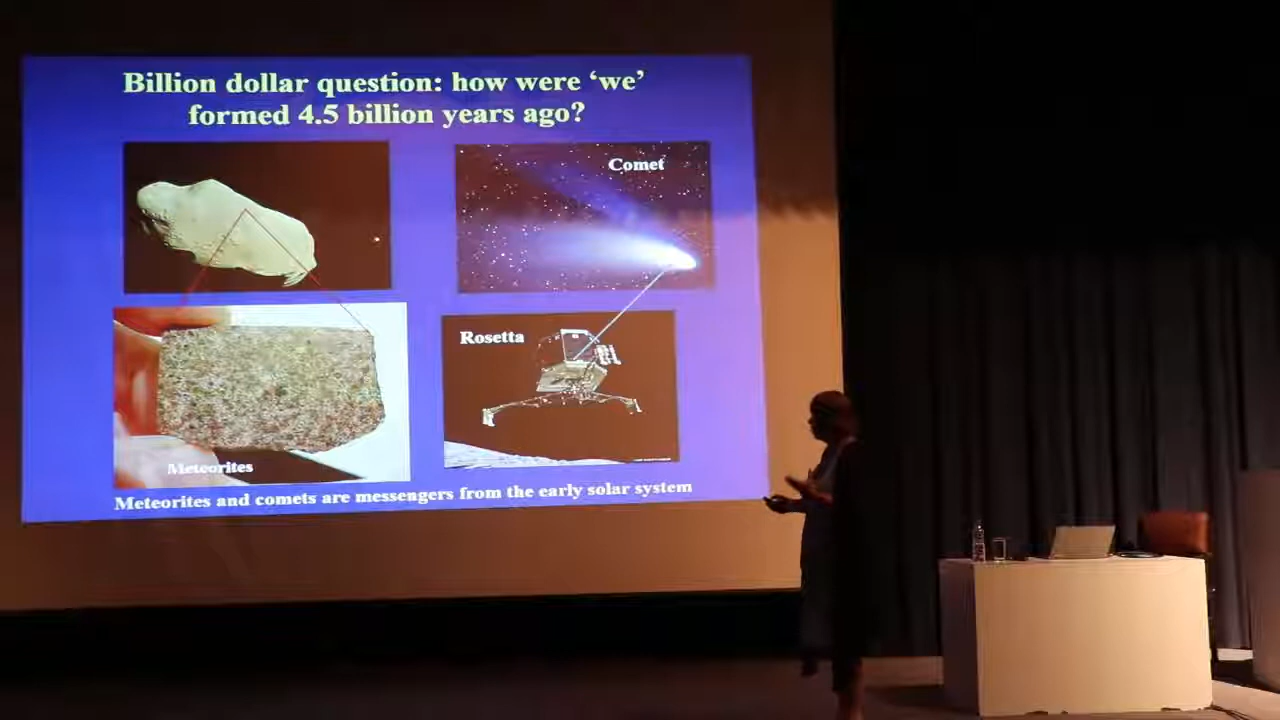 Billion dollar question: how were ‘we’
formed 4.5 billion years ago?
Comet
Rosetta
Meteorites
Meteorites and comets are messengers from the early solar system